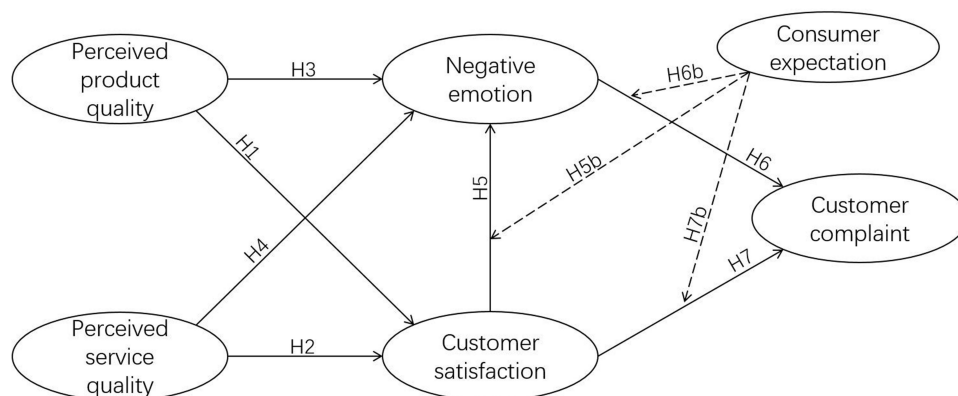 Perceived
product
quality
H3
Negative
emotion
Consumer
expectation
H6b
H1
H5b
H6
H5
H7b
Customer
complaint
H4
H7
Perceived
service
quality
H2
Customer
satisfaction